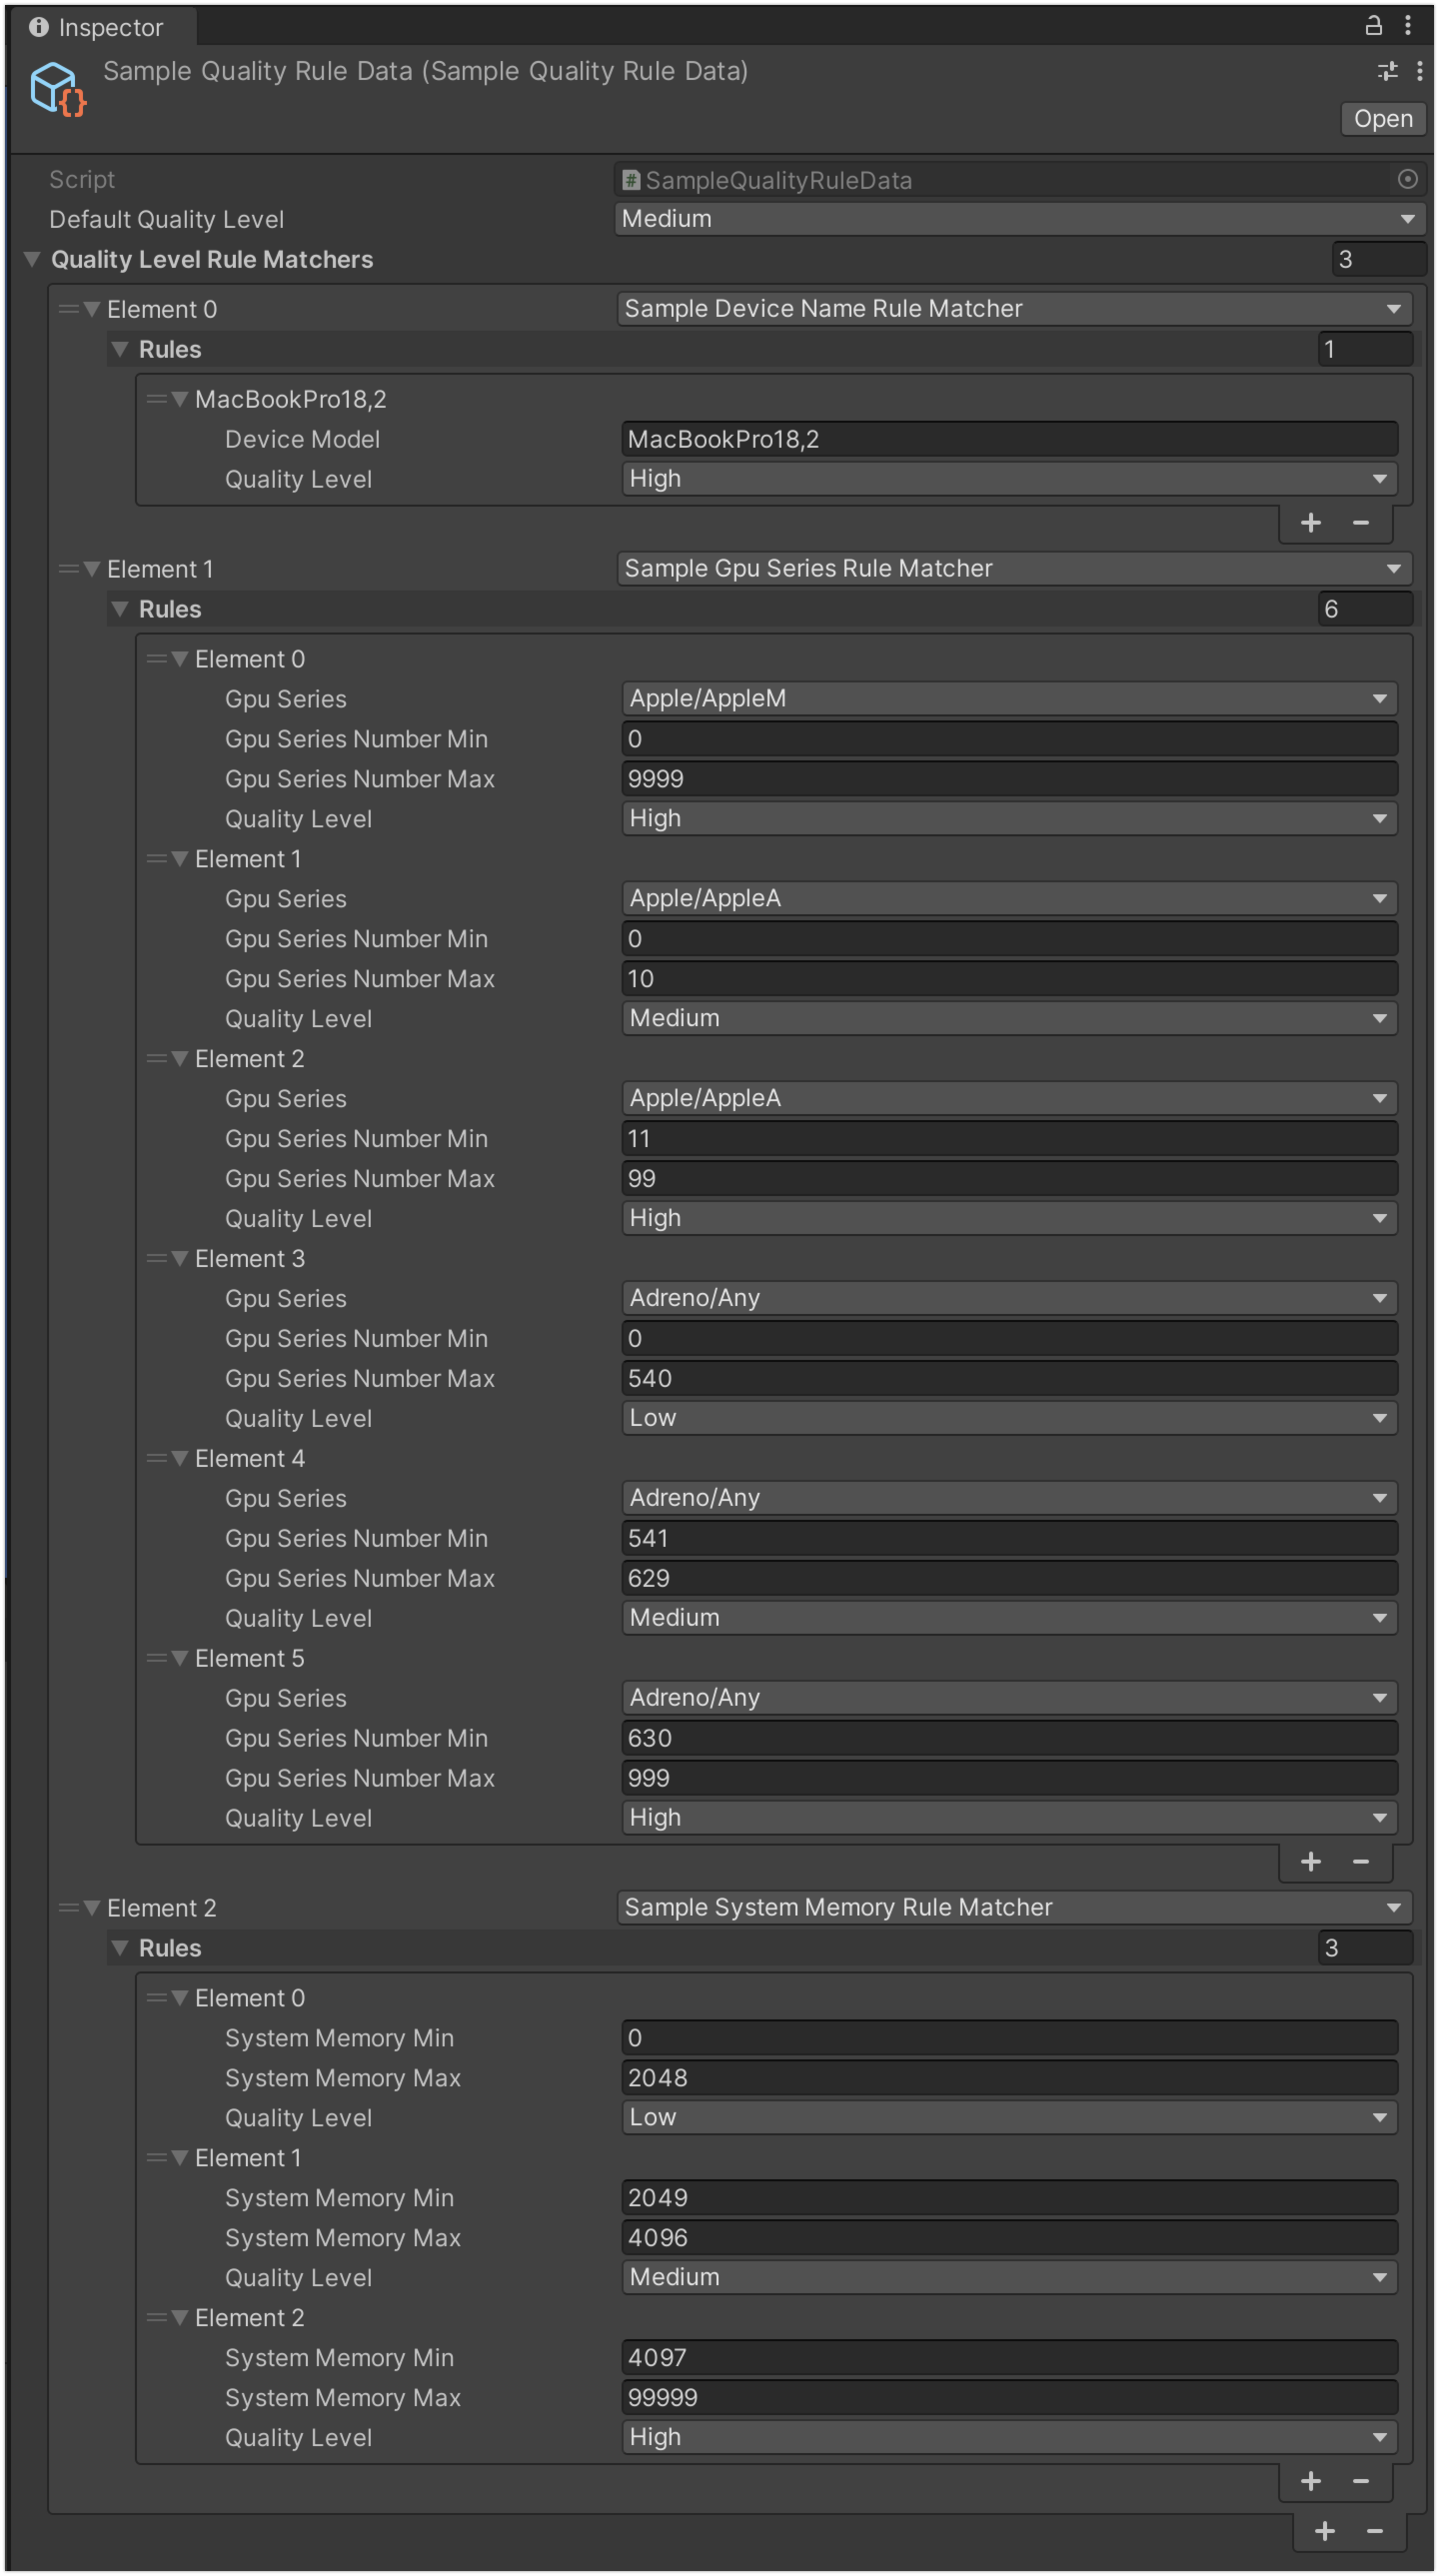 Inspector
Sample Quality Rule Data (Sample Quality Rule Data)
Open
Script SampleQualityRuleData
Default Quality Level Medium
Quality Level Rule Matchers 3
Element 0 Sample Device Name Rule Matcher
Rules 1
MacBookPro18,2
Device Model MacBookPro18,2
Quality Level High
+ -
Element 1 Sample Gpu Series Rule Matcher
Rules 6
Element 0
Gpu Series Apple/AppleM
Gpu Series Number Min 0
Gpu Series Number Max 9999
Quality Level High
Element 1
Gpu Series Apple/AppleA
Gpu Series Number Min 0
Gpu Series Number Max 10
Quality Level Medium
Element 2
Gpu Series Apple/AppleA
Gpu Series Number Min 11
Gpu Series Number Max 99
Quality Level High
Element 3
Gpu Series Adreno/Any
Gpu Series Number Min 0
Gpu Series Number Max 540
Quality Level Low
Element 4
Gpu Series Adreno/Any
Gpu Series Number Min 541
Gpu Series Number Max 629
Quality Level Medium
Element 5
Gpu Series Adreno/Any
Gpu Series Number Min 630
Gpu Series Number Max 999
Quality Level High
+ -
Element 2 Sample System Memory Rule Matcher
Rules 3
Element 0
System Memory Min 0
System Memory Max 2048
Quality Level Low
Element 1
System Memory Min 2049
System Memory Max 4096
Quality Level Medium
Element 2
System Memory Min 4097
System Memory Max 99999
Quality Level High
+ -
+ -